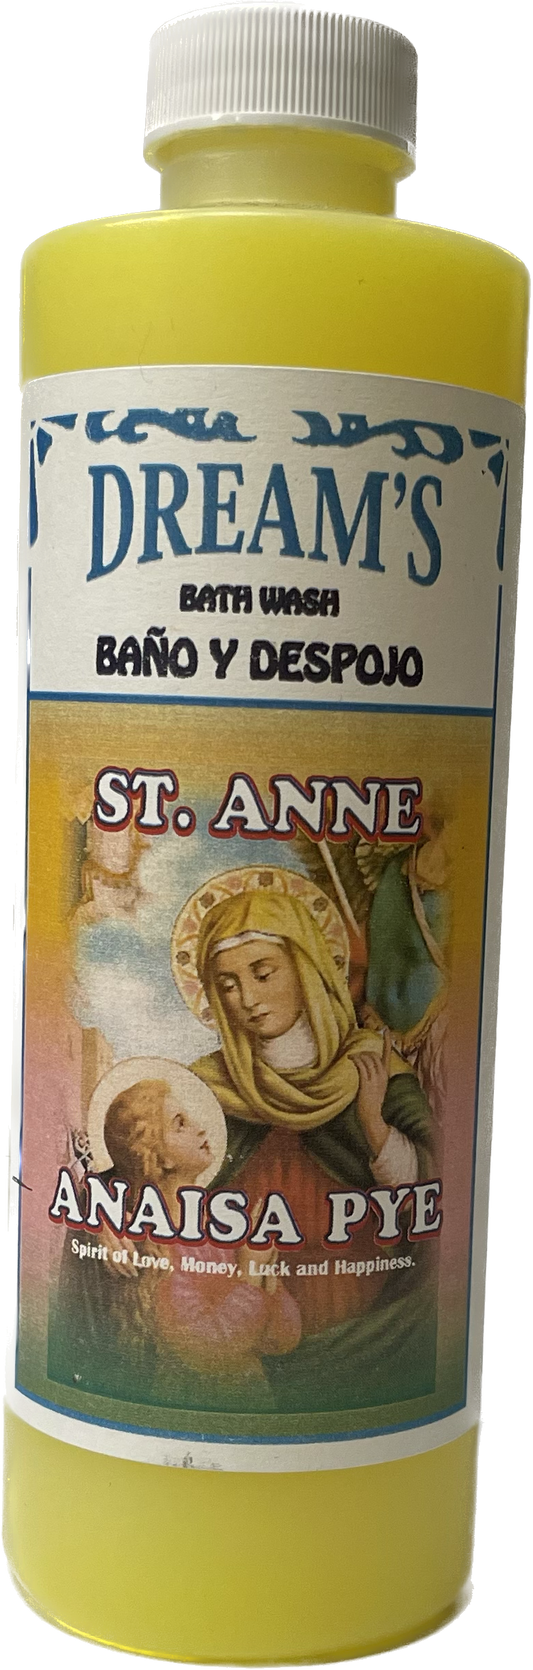 DREAM'S
BATH WASH
BAÑO Y DESPOJO
ST. ANNE
ANAISA PYE
Spirit of Love, Money, Luck and Happiness.